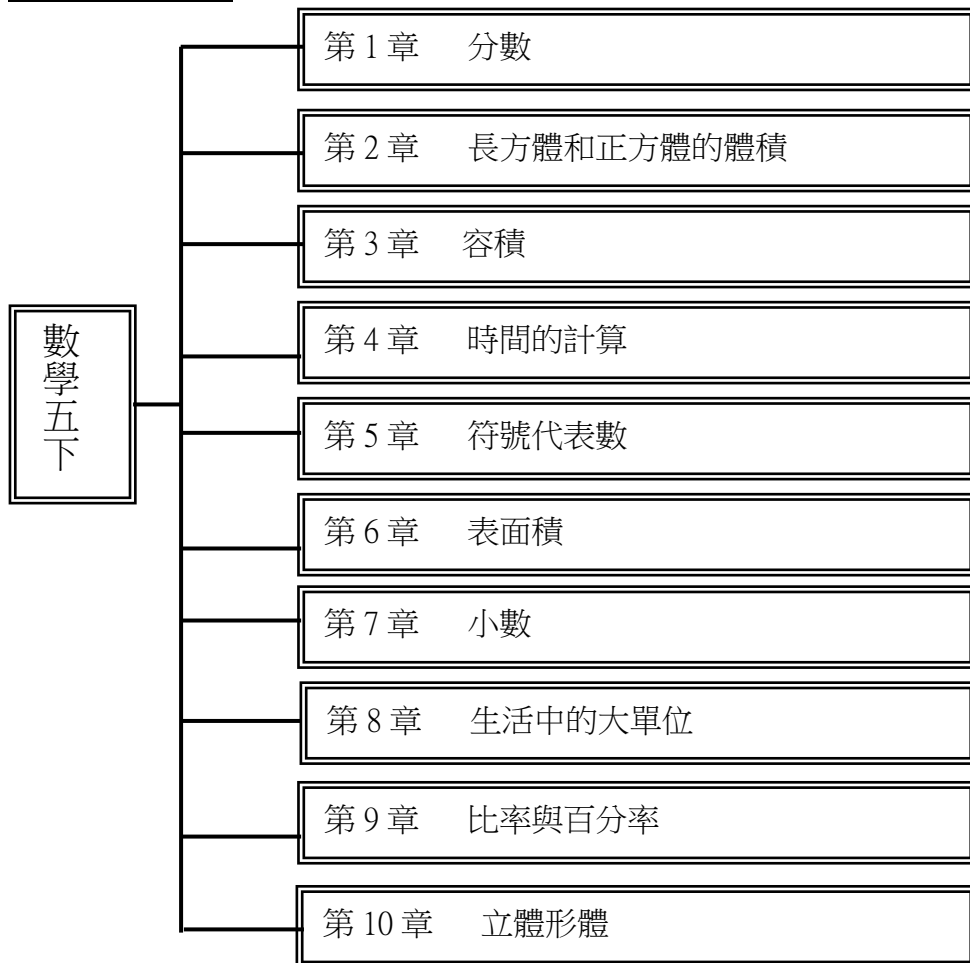 第 1 章 分數
第 2 章 長方體和正方體的體積
第 3 章 容積
第 4 章 時間的計算
數學五下
第 5 章 符號代表數
第 6 章 表面積
第 7 章 小數
第 8 章 生活中的大單位
第 9 章 比率與百分率
第 10 章 立體形體